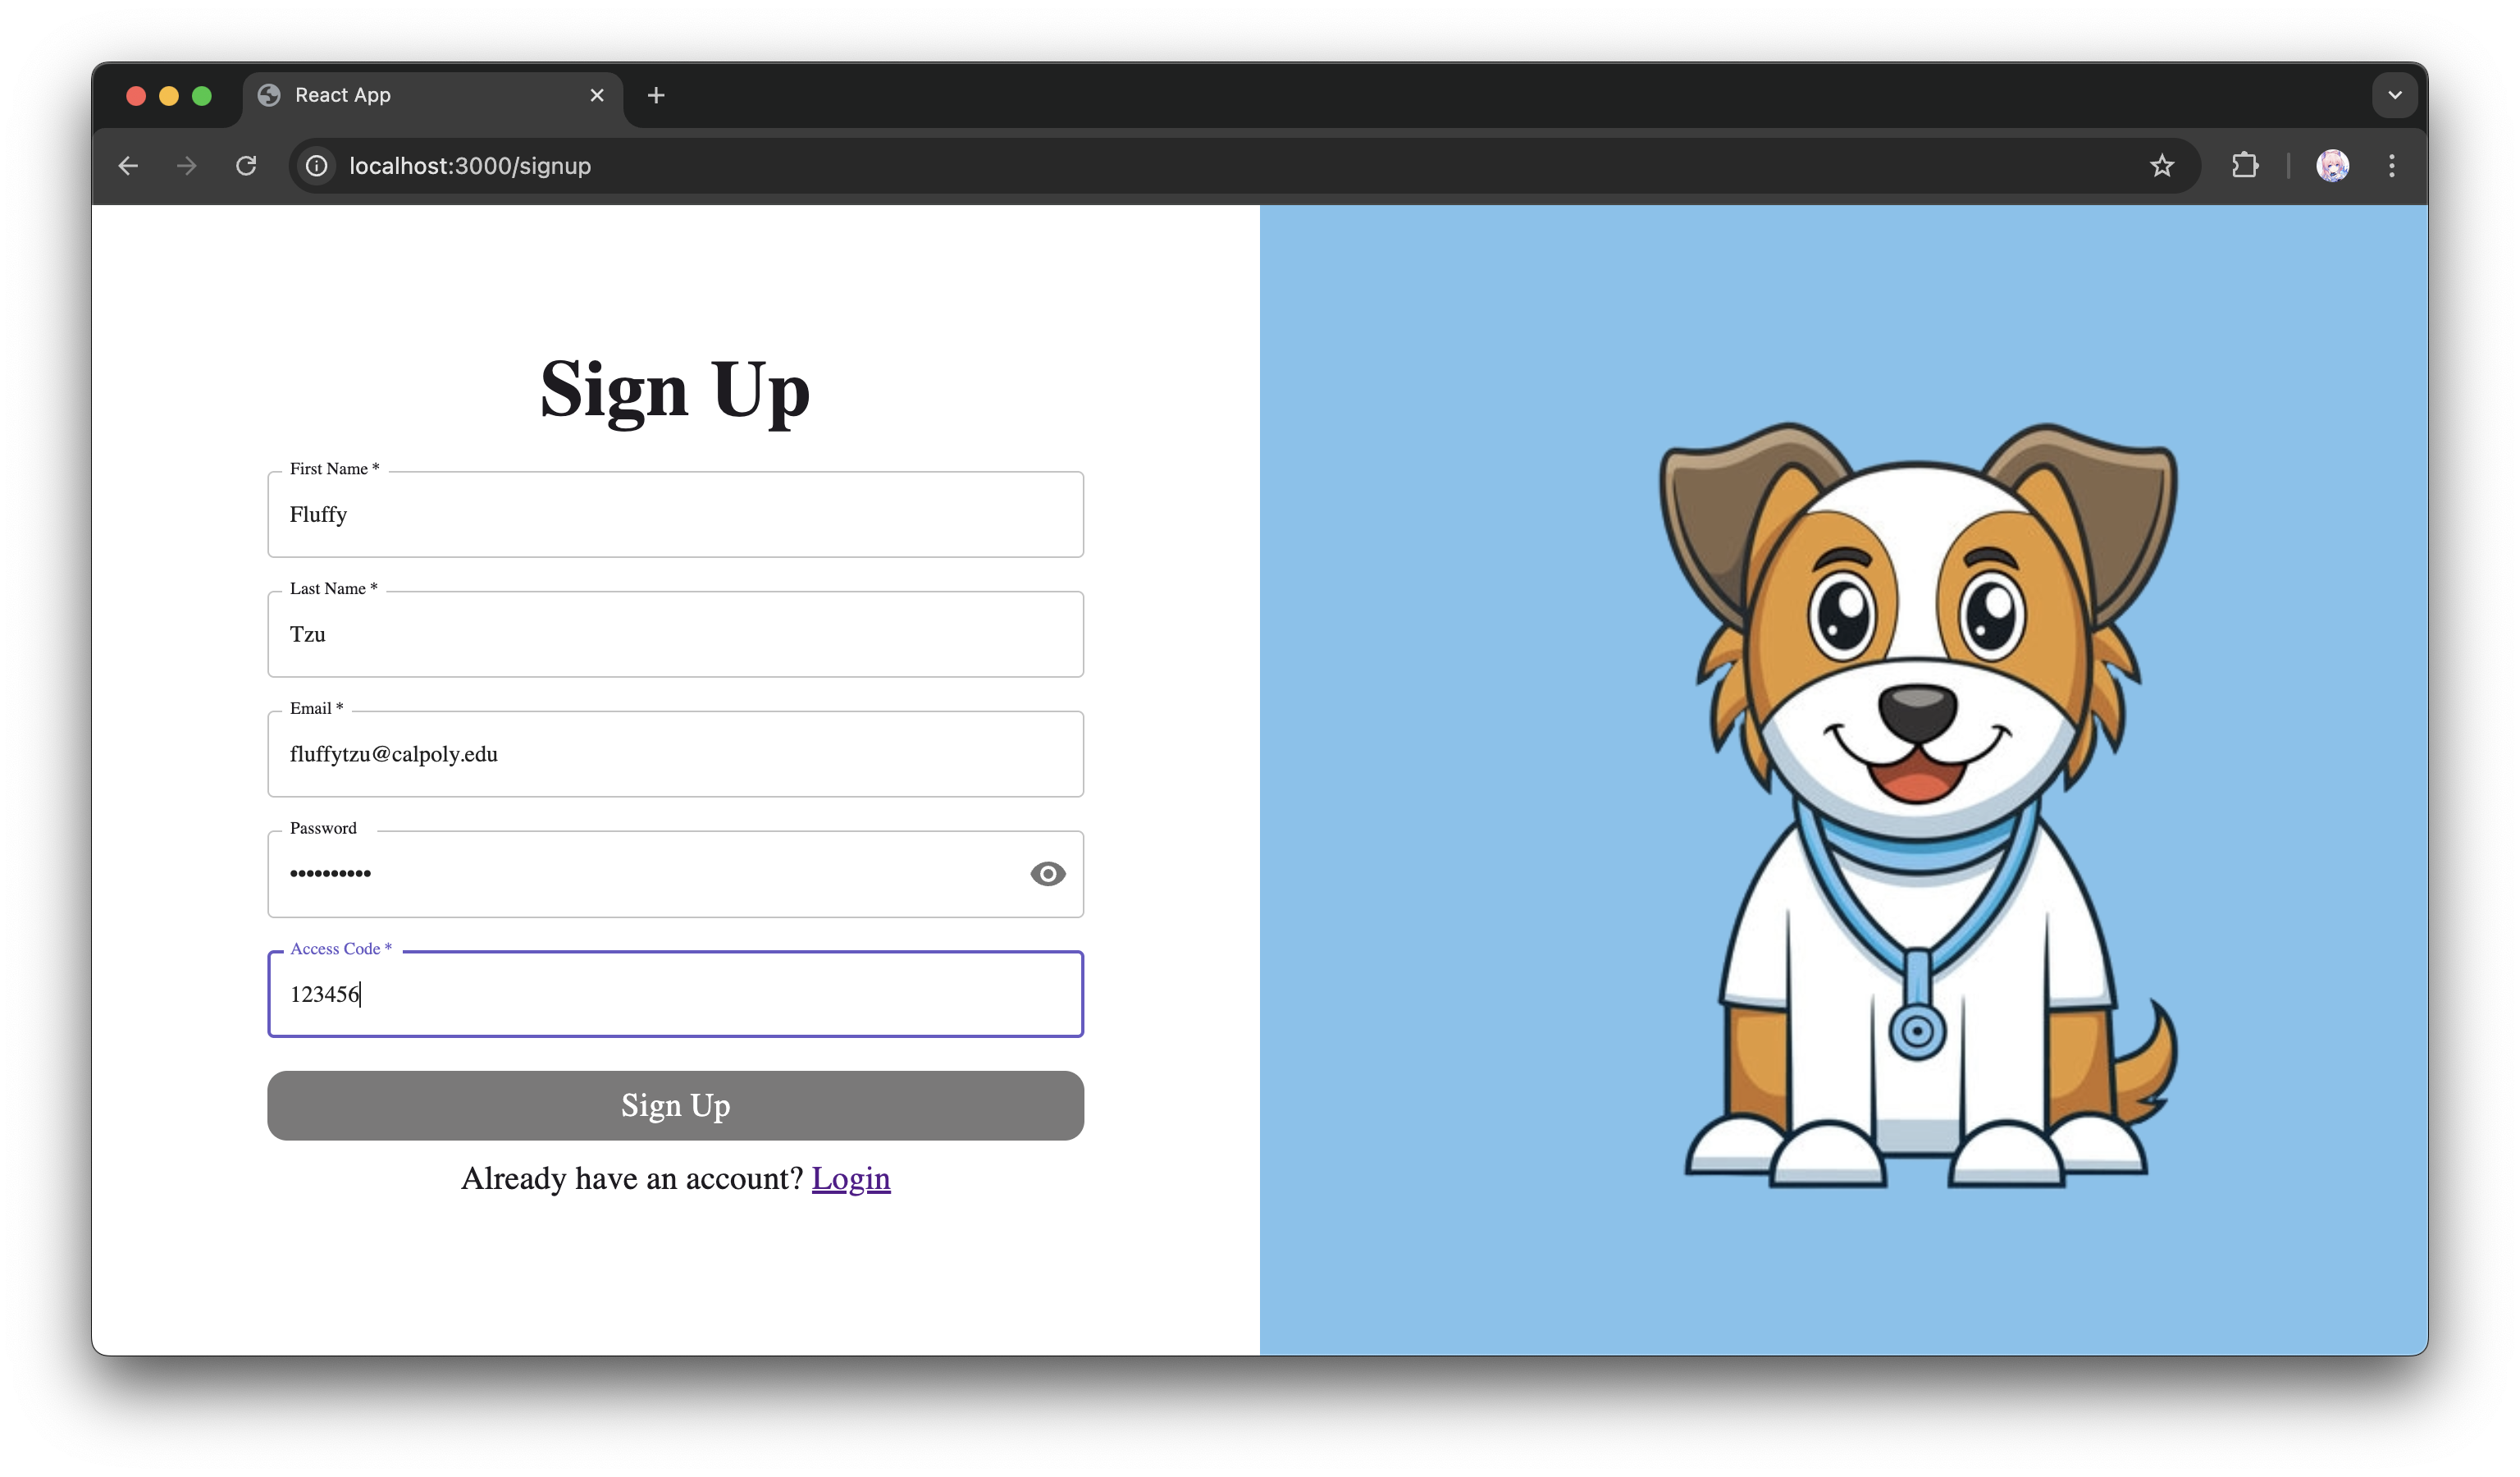 React App
localhost:3000/signup
Sign Up
First Name *
Fluffy
Last Name *
Tzu
Email *
fluffytzu@calpoly.edu
Password
••••••••••
Access Code *
123456
Sign Up
Already have an account? Login